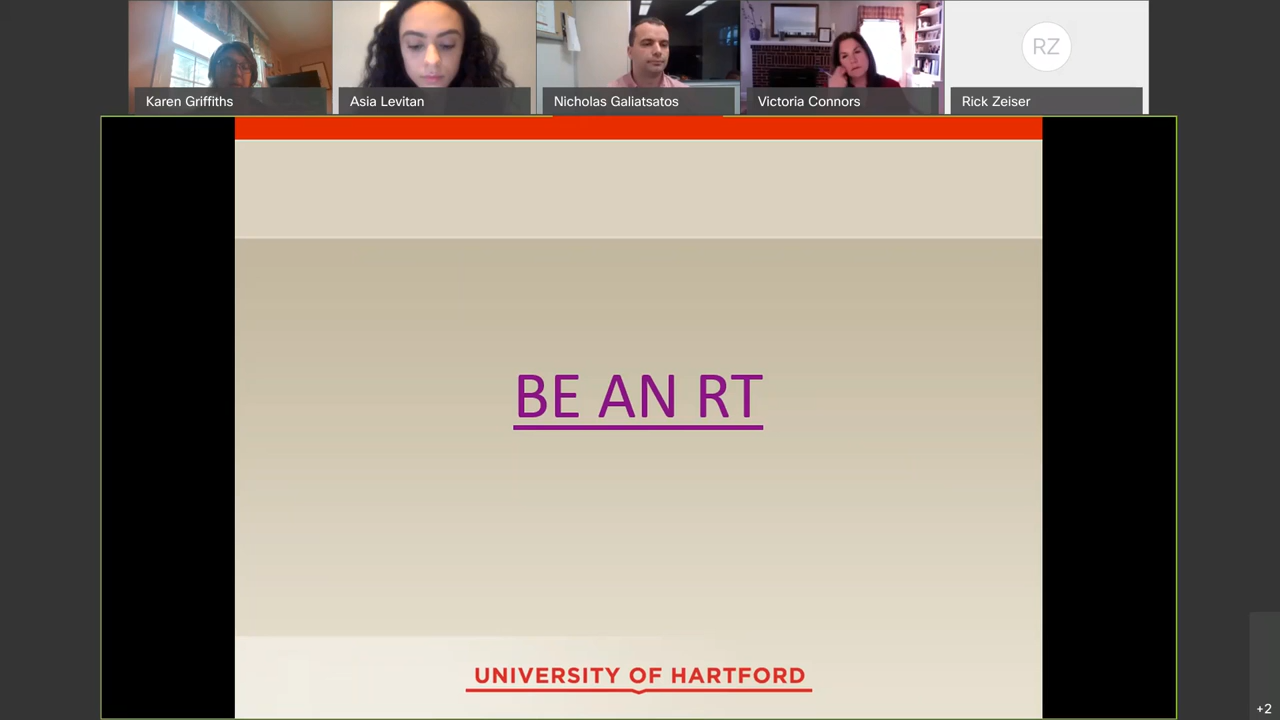 Karen Griffiths
Asia Levitan
Nicholas Galiatsatos
Victoria Connors
RZ
Rick Zeiser
BE AN RT
UNIVERSITY OF HARTFORD
+2